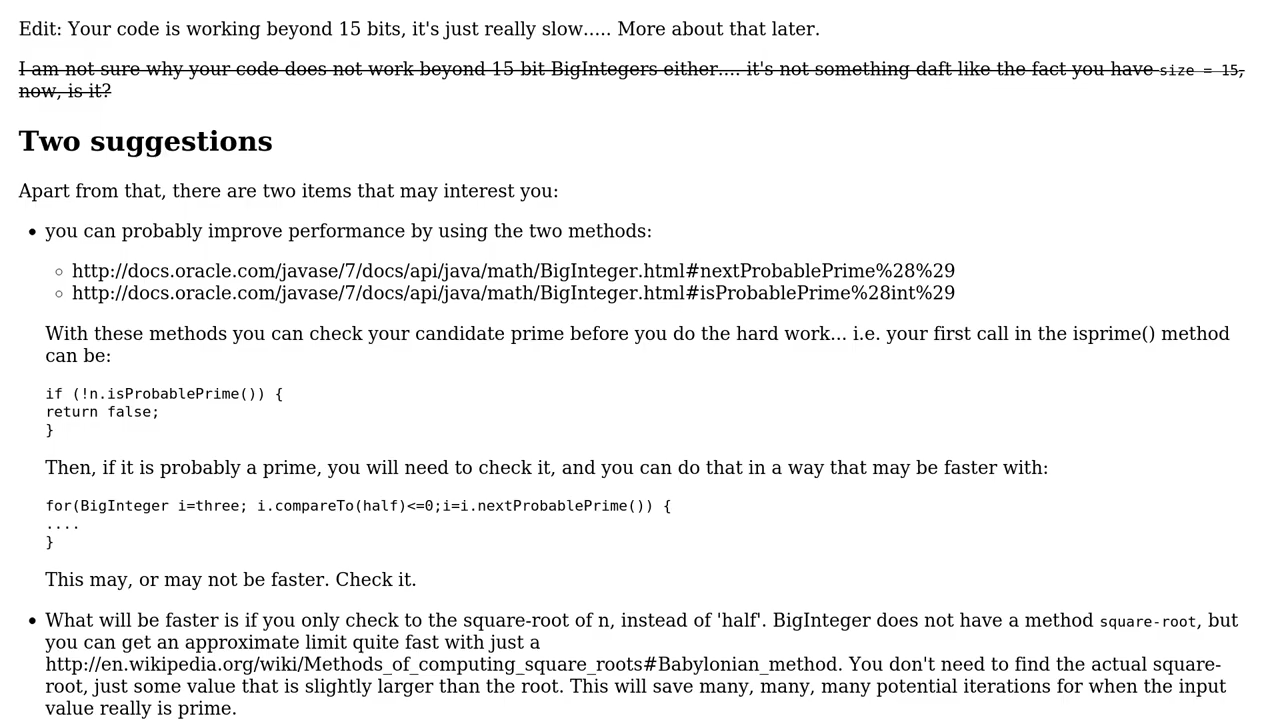 Edit: Your code is working beyond 15 bits, it's just really slow..... More about that later.
I am not sure why your code does not work beyond 15 bit BigIntegers either.... it's not something daft like the fact you have size = 15,
now, is it?
Two suggestions
Apart from that, there are two items that may interest you:
• you can probably improve performance by using the two methods:
◦ http://docs.oracle.com/javase/7/docs/api/java/math/BigInteger.html#nextProbablePrime%28%29
◦ http://docs.oracle.com/javase/7/docs/api/java/math/BigInteger.html#isProbablePrime%28int%29
With these methods you can check your candidate prime before you do the hard work... i.e. your first call in the isprime() method
can be:
if (!n.isProbablePrime()) {
return false;
}
Then, if it is probably a prime, you will need to check it, and you can do that in a way that may be faster with:
for(BigInteger i=three; i.compareTo(half)<=0;i=i.nextProbablePrime()) {
....
}
This may, or may not be faster. Check it.
• What will be faster is if you only check to the square-root of n, instead of 'half'. BigInteger does not have a method square-root, but
you can get an approximate limit quite fast with just a
http://en.wikipedia.org/wiki/Methods_of_computing_square_roots#Babylonian_method. You don't need to find the actual square-
root, just some value that is slightly larger than the root. This will save many, many, many potential iterations for when the input
value really is prime.